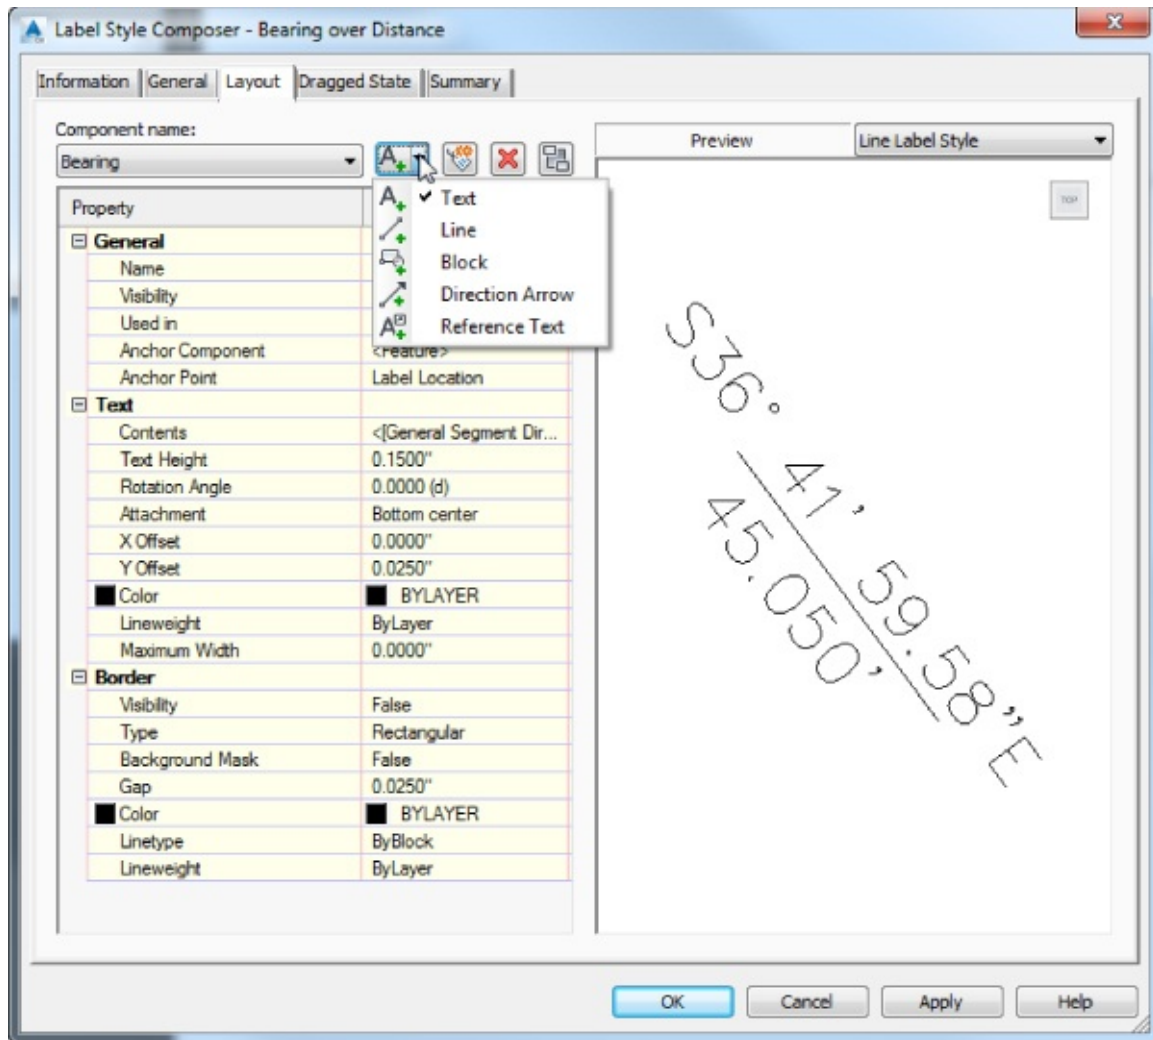 Label Style Composer - Bearing over Distance
Information General Layout Dragged State Summary
Component name:
Bearing
Preview
Line Label Style
Property
Text
Line
Block
Direction Arrow
Reference Text
TOP
General
Name
Visibility
Used in
Anchor Component <Feature>
Anchor Point Label Location
Text
Contents <[General Segment Dir...
Text Height 0.1500"
Rotation Angle 0.0000 (d)
Attachment Bottom center
X Offset 0.0000"
Y Offset 0.0250"
Color BYLAYER
Lineweight ByLayer
Maximum Width 0.0000"
Border
Visibility False
Type Rectangular
Background Mask False
Gap 0.0250"
Color BYLAYER
Linetype ByBlock
Lineweight ByLayer
S36° 41' 59.58"E
45.050'
OK Cancel Apply Help